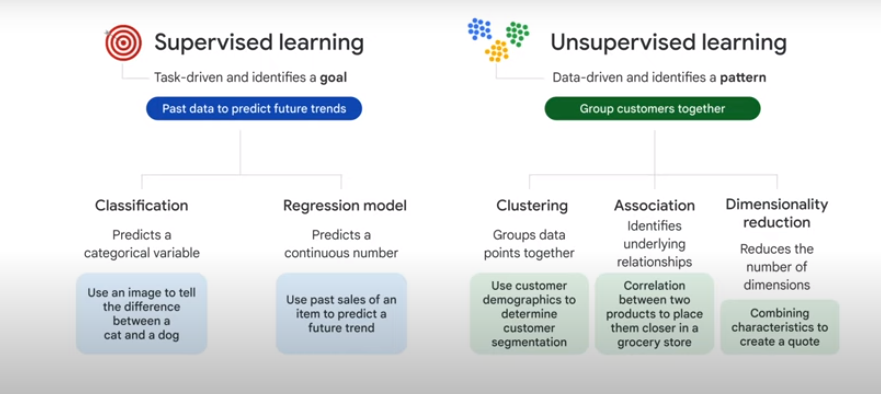 Supervised learning
Task-driven and identifies a goal
Past data to predict future trends
Classification
Predicts a
categorical variable
Use an image to tell
the difference
between a
cat and a dog
Regression model
Predicts a
continuous number
Use past sales of an
item to predict a
future trend
Unsupervised learning
Data-driven and identifies a pattern
Group customers together
Clustering
Groups data
points together
Use customer
demographics to
determine
customer
segmentation
Association
Identifies
underlying
relationships
Correlation
between two
products to place
them closer in a
grocery store
Dimensionality
reduction
Reduces the
number of
dimensions
Combining
characteristics to
create a quote